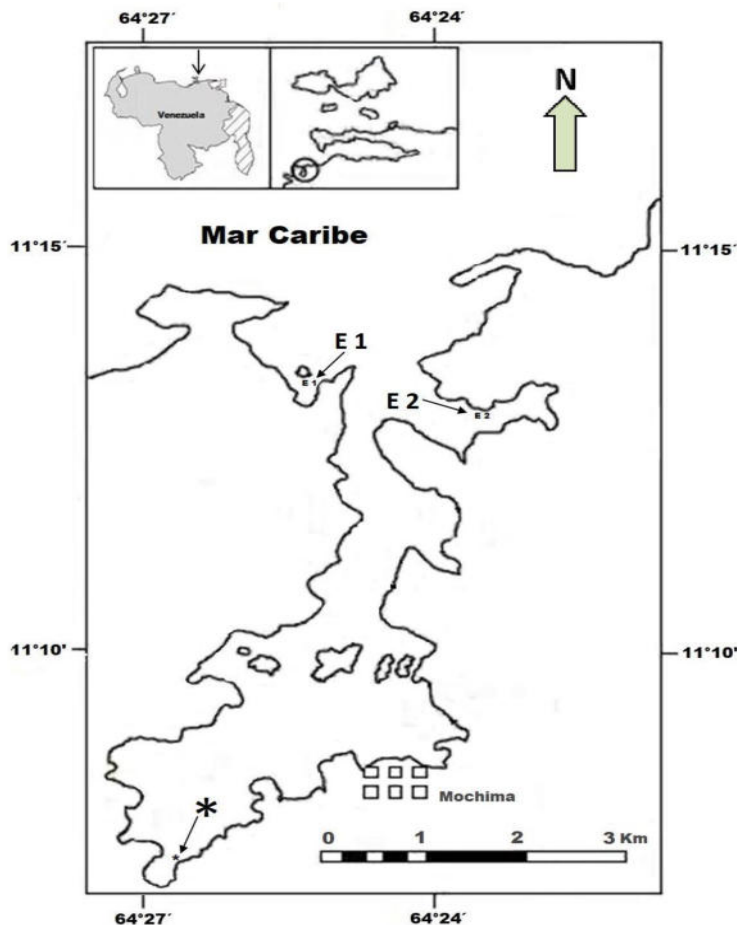 64°27´ 64°24´
Venezuela
N
Mar Caribe
11°15´ 11°15´
E 1
E 1
E 2
E 2
11°10' 11°10'
*
*
Mochima
0 1 2 3 Km
64°27´ 64°24´